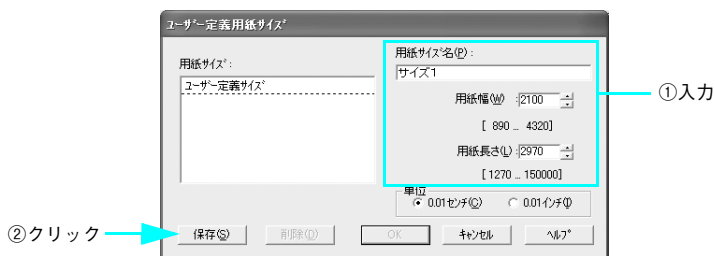 ユーザー定義用紙サイズ
用紙サイズ:
ユーザー定義サイズ
用紙サイズ名(P):
サイズ1
用紙幅(W) :2100
[ 890 .. 4320]
用紙長さ(L):2970
[1270 .. 150000]
単位
0.01センチ(C) 0.01インチ(I)
①入力
②クリック
保存(S) 削除(D) OK キャンセル ヘルプ